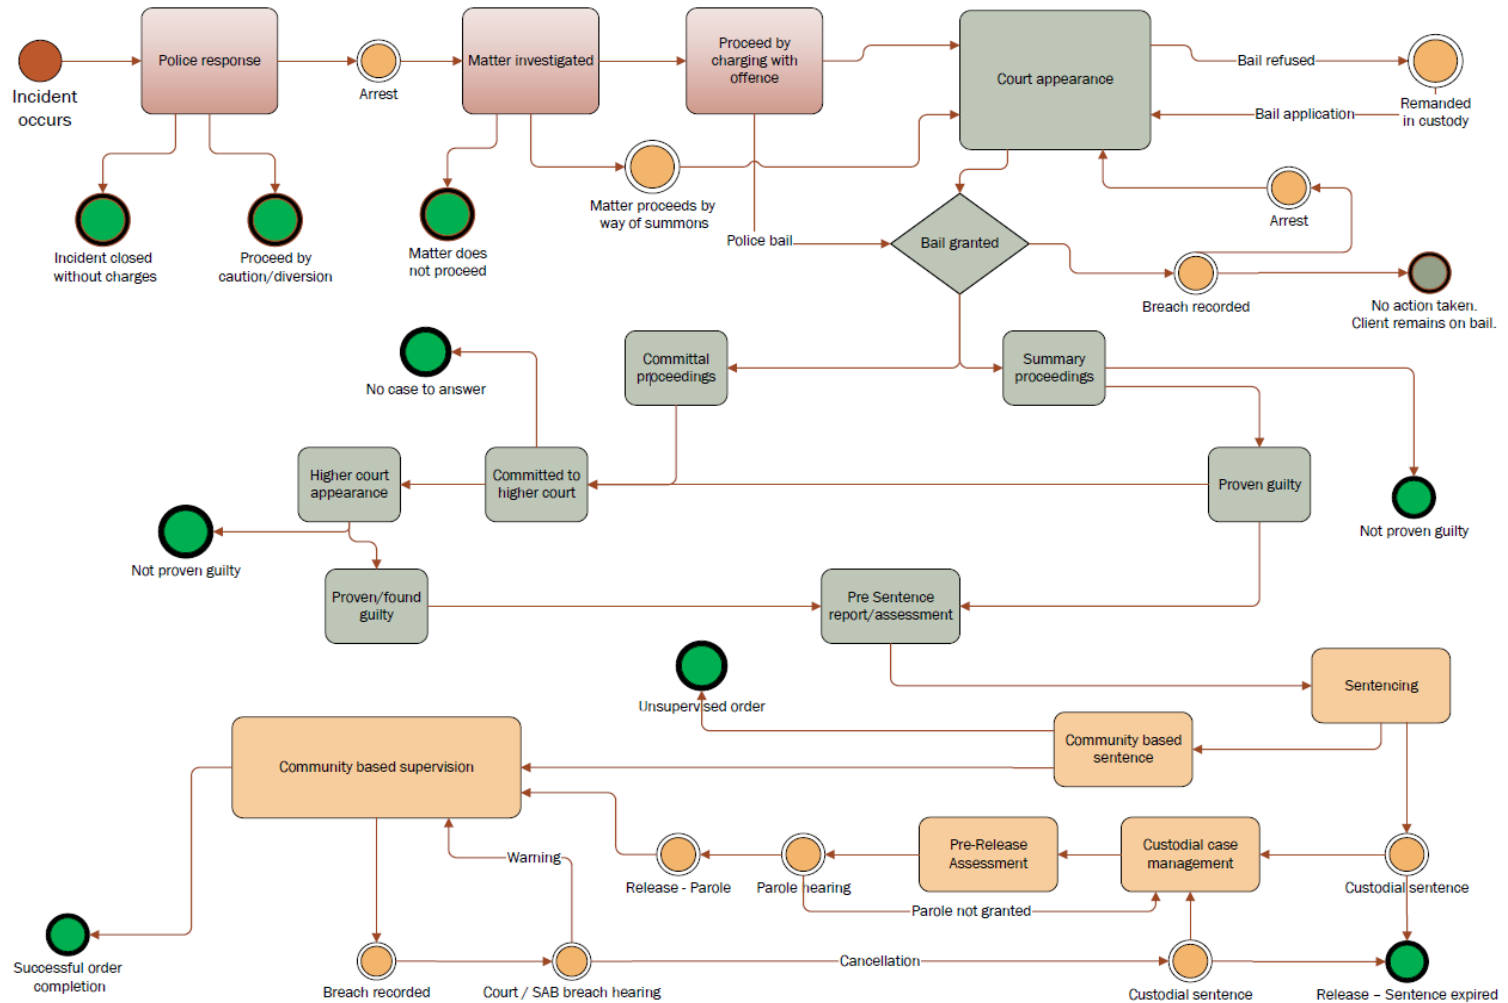 Incident
occurs
Police response
Arrest
Matter investigated
Proceed by
charging with
offence
Court appearance
Bail refused
Remanded
in custody
Bail application
Incident closed
without charges
Proceed by
caution/diversion
Matter does
not proceed
Matter proceeds by
way of summons
Police bail
Bail granted
Arrest
Breach recorded
No action taken.
Client remains on bail.
No case to answer
Committal
proceedings
Summary
proceedings
Higher court
appearance
Committed to
higher court
Proven guilty
Not proven guilty
Not proven guilty
Proven/found
guilty
Pre Sentence
report/assessment
Unsupervised order
Sentencing
Community based
sentence
Community based supervision
Warning
Release - Parole
Parole hearing
Pre-Release
Assessment
Custodial case
management
Custodial sentence
Parole not granted
Successful order
completion
Breach recorded
Court / SAB breach hearing
Cancellation
Custodial sentence
Release – Sentence expired